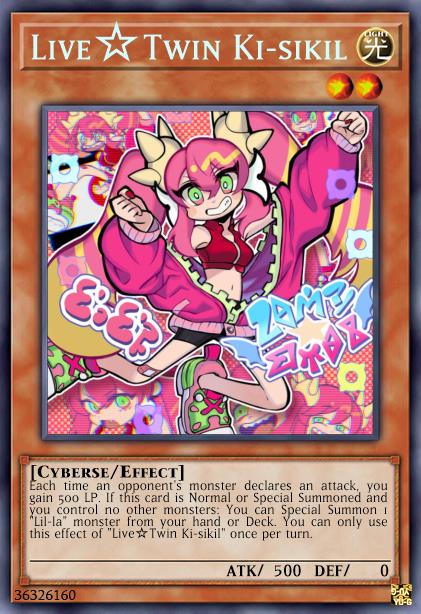 LIVE☆TWIN KI-SIKIL
LIGHT
光
[CYBERSE/EFFECT]
Each time an opponent's monster declares an attack, you
gain 500 LP. If this card is Normal or Special Summoned and
you control no other monsters: You can Special Summon 1
"Lil-la" monster from your hand or Deck. You can only use
this effect of "Live☆Twin Ki-sikil" once per turn.
ATK/ 500 DEF/ 0
36326160